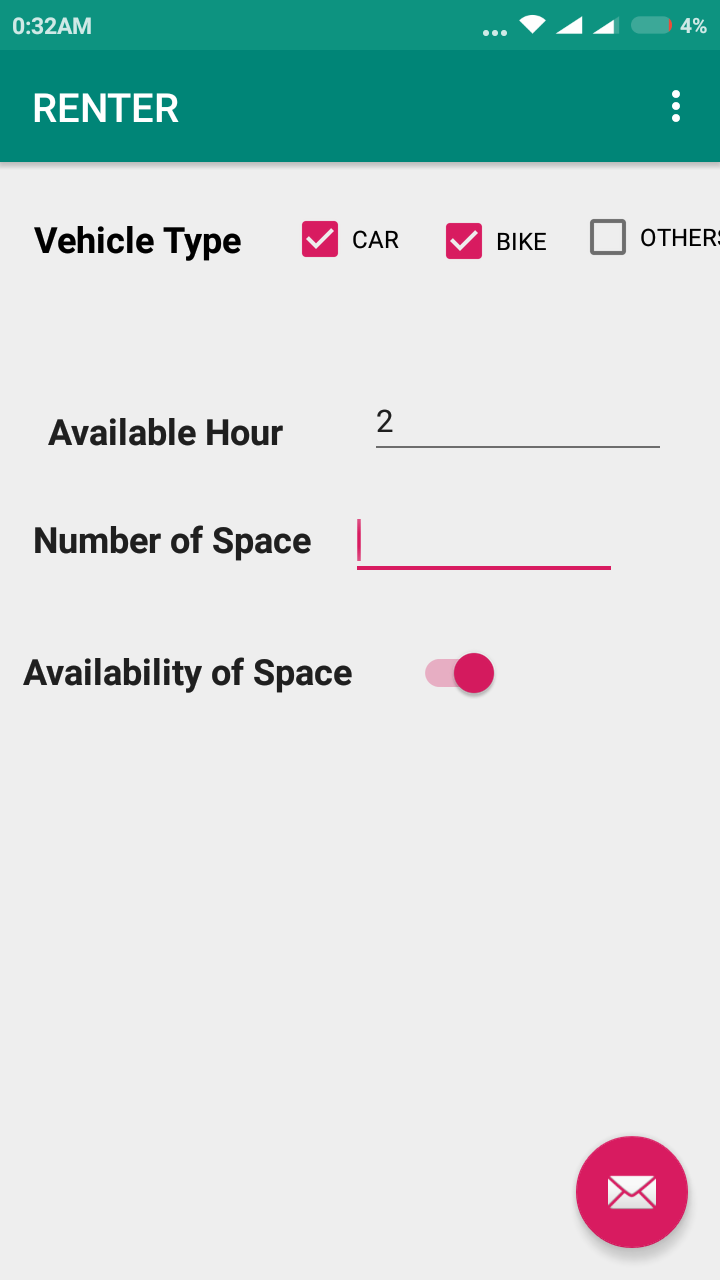 0:32AM 4%
RENTER
Vehicle Type CAR BIKE OTHERS
Available Hour 2
Number of Space
Availability of Space